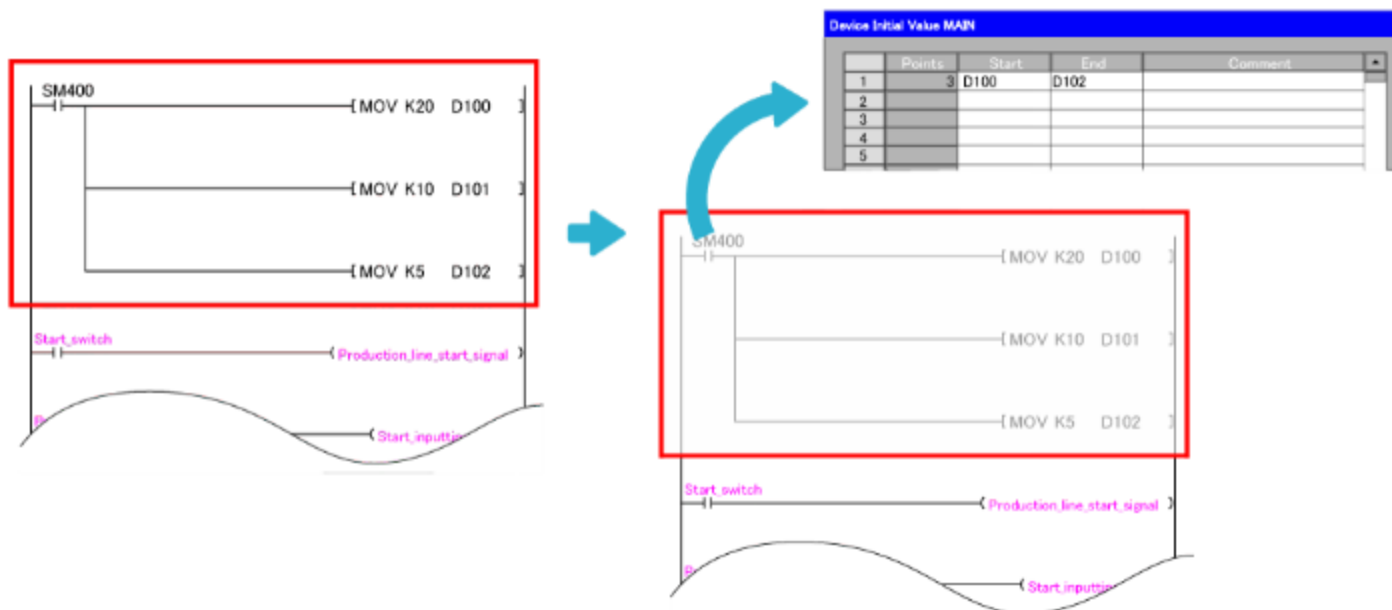 SM400
[MOV K20 D100 ]
[MOV K10 D101 ]
[MOV K5 D102 ]
Start_switch
( Production_line_start_signal )
( Start_inputtin
Device Initial Value MAIN
Points Start End Comment
1 3 D100 D102
2
3
4
5
SM400
[MOV K20 D100 ]
[MOV K10 D101 ]
[MOV K5 D102 ]
Start_switch
( Production_line_start_signal )
( Start_inputtin